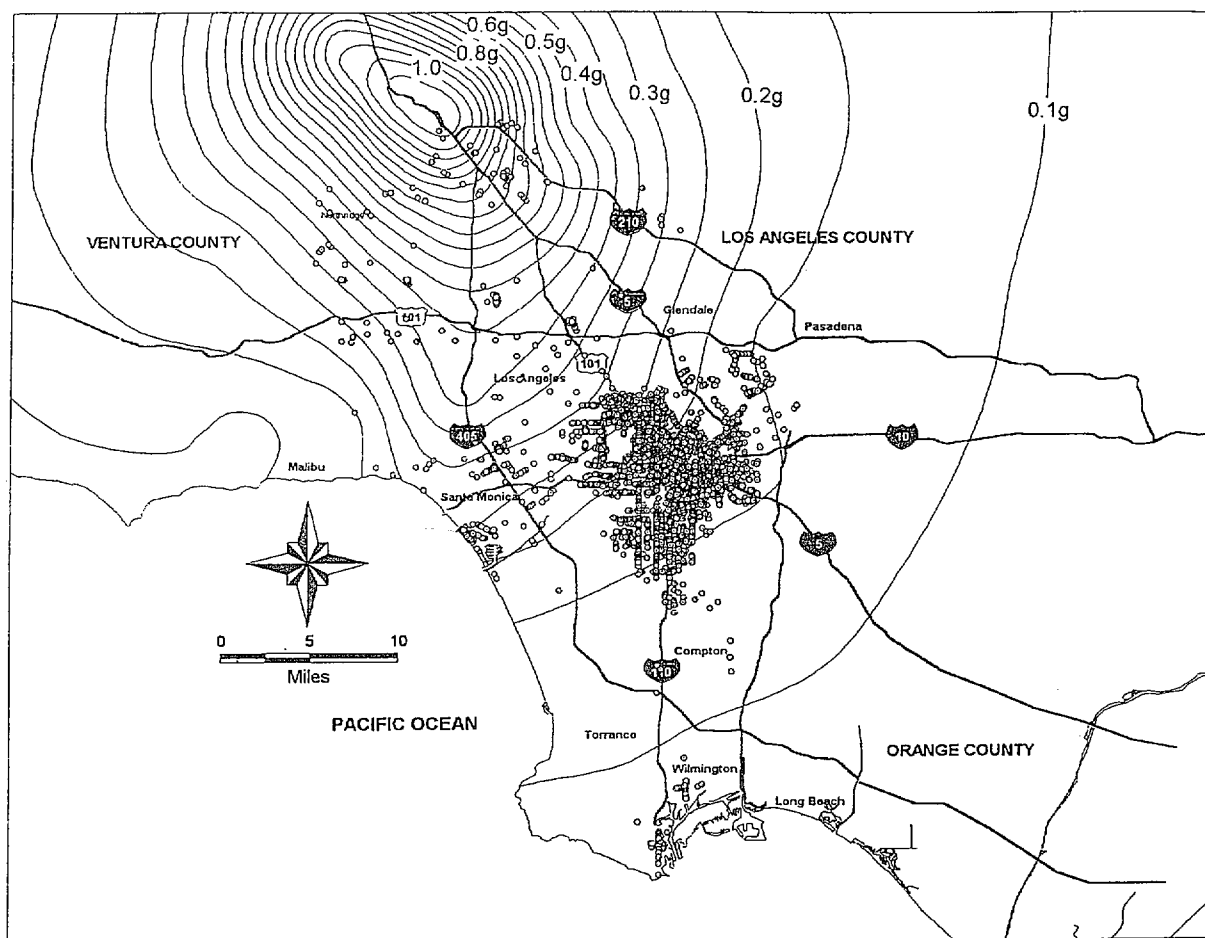 0.6g
0.5g
0.8g
0.4g
1.0
0.3g
0.2g
0.1g
Northridge
210
VENTURA COUNTY
LOS ANGELES COUNTY
5
Glendale
101
Pasadena
101
Los Angeles
405
10
Malibu
Santa Monica
5
0 5 10
Miles
Compton
110
PACIFIC OCEAN
Torrance
ORANGE COUNTY
Wilmington
Long Beach